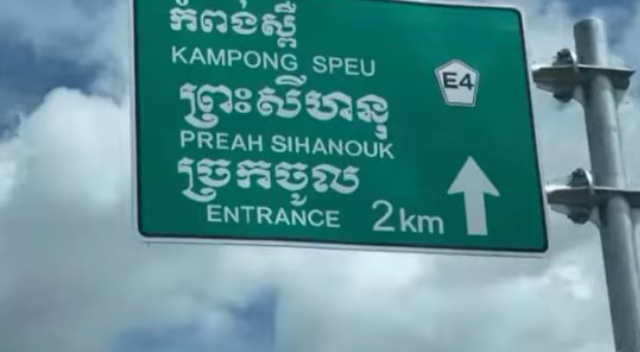 កំពង់ស្ពឺ
KAMPONG SPEU
E4
ព្រះសីហនុ
PREAH SIHANOUK
ច្រកចូល
ENTRANCE 2km